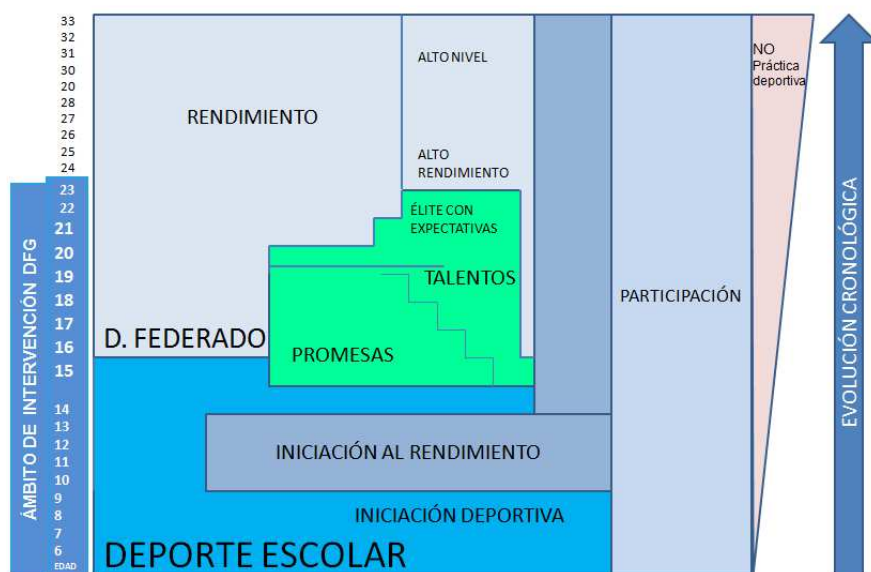 33
32
31
30
20
28
27
26
25
24
23
22
21
20
19
18
17
16
15
14
13
12
11
10
9
8
7
6
EDAD
ÁMBITO DE INTERVENCIÓN DFG
RENDIMIENTO
ALTO NIVEL
ALTO
RENDIMIENTO
ÉLITE CON
EXPECTATIVAS
TALENTOS
D. FEDERADO
PROMESAS
INICIACIÓN AL RENDIMIENTO
INICIACIÓN DEPORTIVA
DEPORTE ESCOLAR
PARTICIPACIÓN
NO
Práctica
deportiva
EVOLUCIÓN CRONOLÓGICA